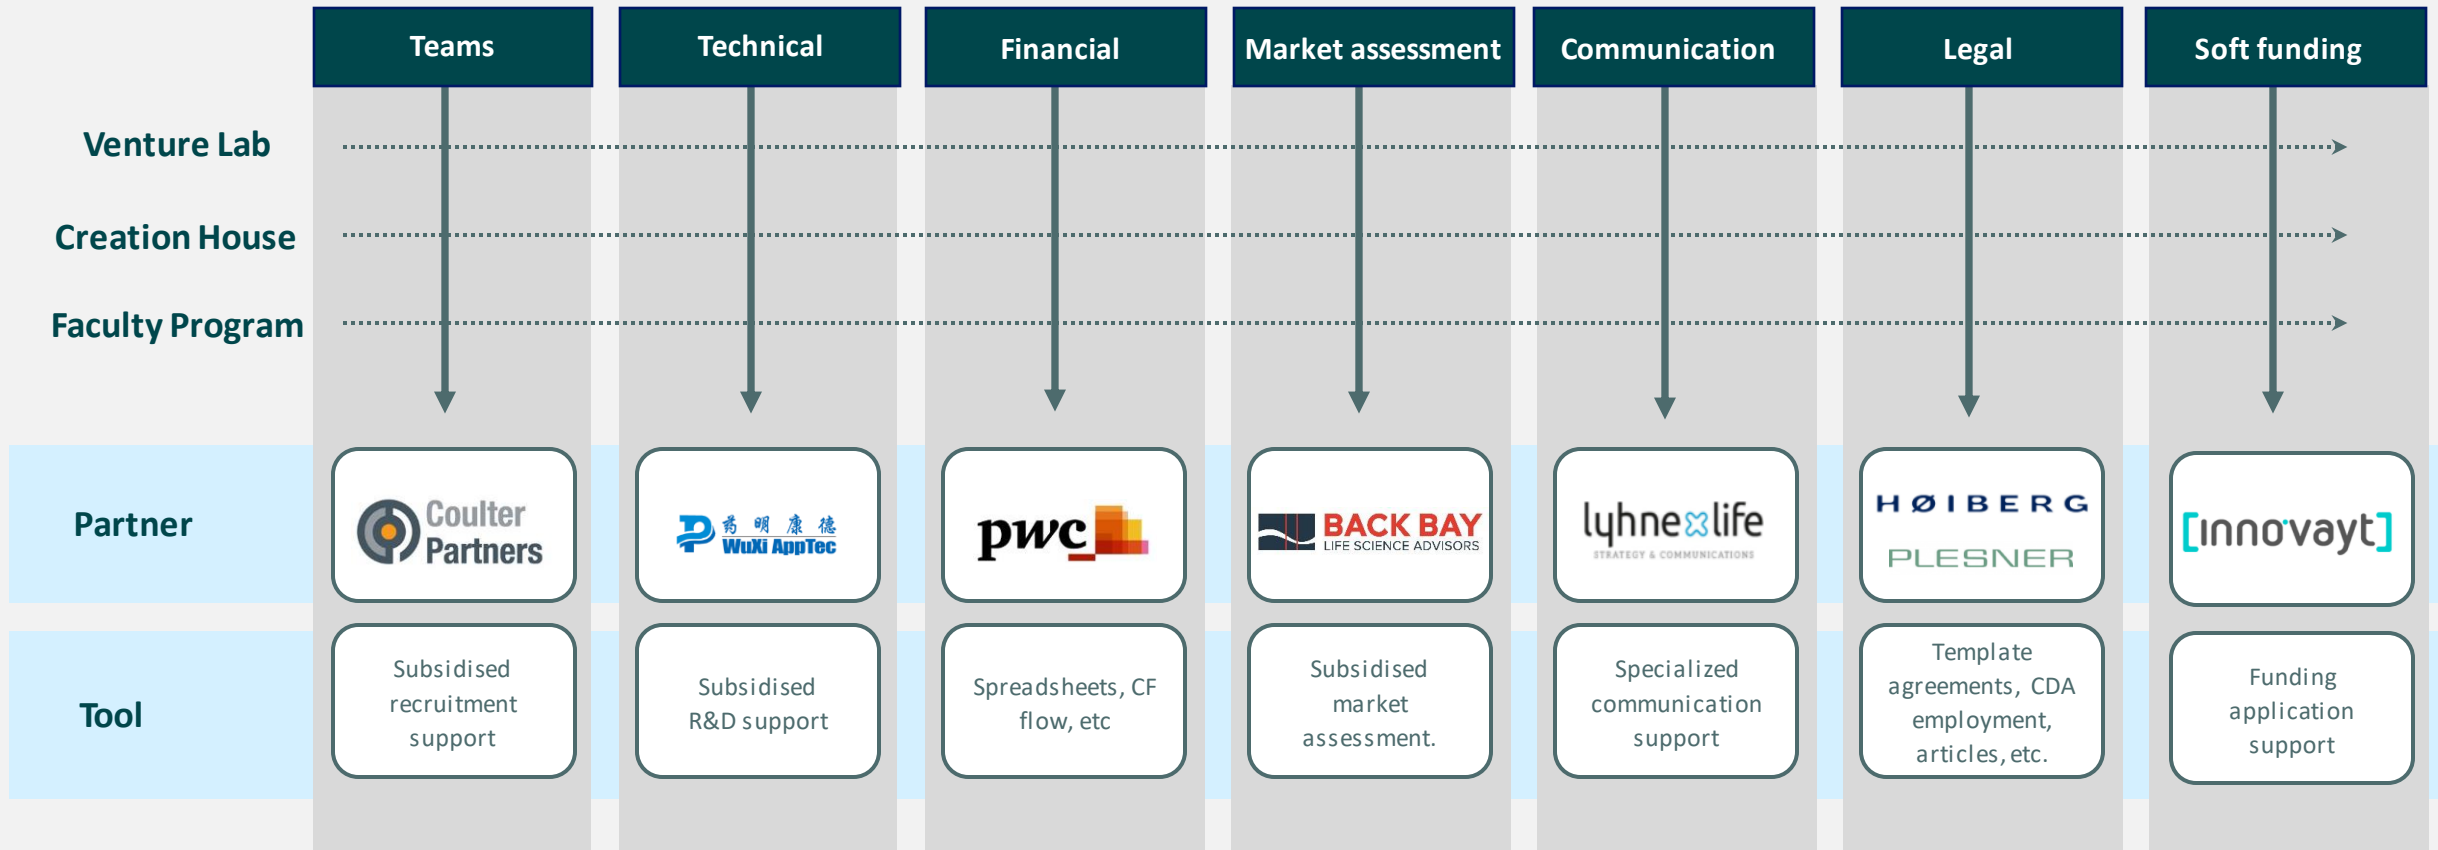 Teams
Technical
Financial
Market assessment
Communication
Legal
Soft funding
Venture Lab
Creation House
Faculty Program
Partner
Coulter
Partners
药明康德
WuXi AppTec
pwc
BACK BAY
LIFE SCIENCE ADVISORS
lyhne life
STRATEGY & COMMUNICATIONS
HØIBERG
PLESNER
[innovayt]
Tool
Subsidised
recruitment
support
Subsidised
R&D support
Spreadsheets, CF
flow, etc
Subsidised
market
assessment.
Specialized
communication
support
Template
agreements, CDA
employment,
articles, etc.
Funding
application
support